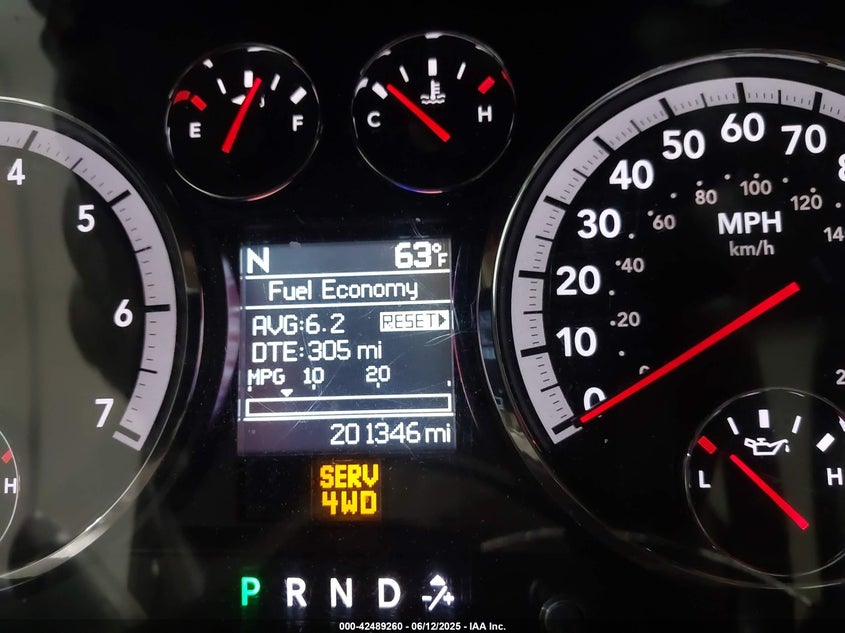 E F
C H
4
5
6
7
H
N 63°F
Fuel Economy
AVG:6.2 RESET
DTE:305 mi
MPG 10 20
201346 mi
SERV
4WD
P R N D -/+
0 10 20 30 40 50 60 70
20 40 60 80 100 120
MPH
km/h
L H
000-42489260 - 06/12/2025 - IAA Inc.